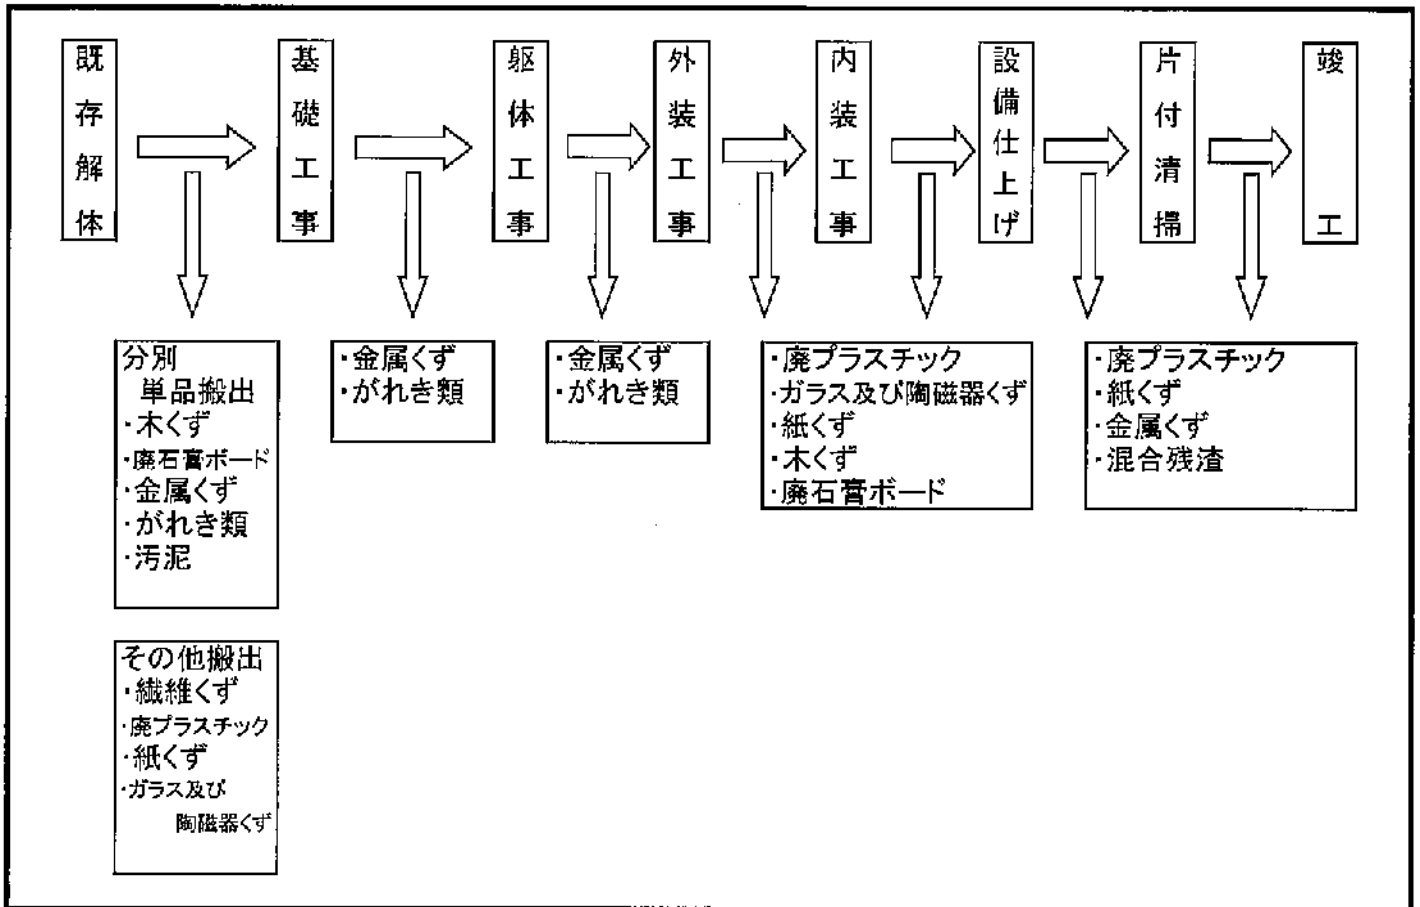 既存解体
基礎工事
躯体工事
外装工事
内装工事
設備仕上げ
片付清掃
竣工
分別
単品搬出
・木くず
・廃石膏ボード
・金属くず
・がれき類
・汚泥
・金属くず
・がれき類
・金属くず
・がれき類
・廃プラスチック
・ガラス及び陶磁器くず
・紙くず
・木くず
・廃石膏ボード
・廃プラスチック
・紙くず
・金属くず
・混合残渣
その他搬出
・繊維くず
・廃プラスチック
・紙くず
・ガラス及び
陶磁器くず